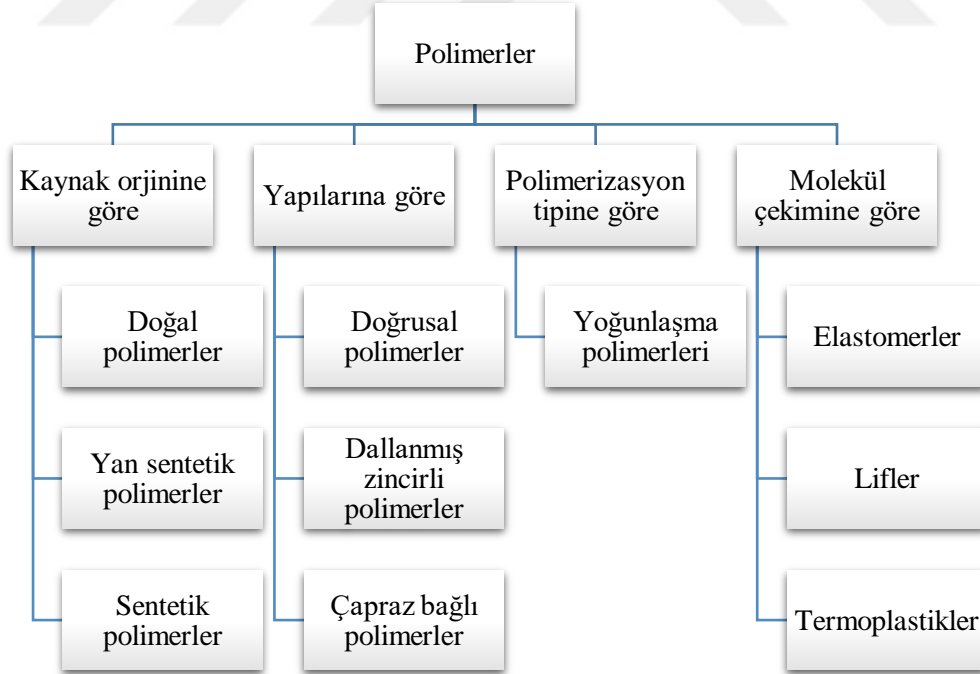 Polimerler
Kaynak orjinine
göre
Yapılarına göre
Polimerizasyon
tipine göre
Molekül
çekimine göre
Doğal
polimerler
Doğrusal
polimerler
Yoğunlaşma
polimerleri
Elastomerler
Yan sentetik
polimerler
Dallanmış
zincirli
polimerler
Lifler
Sentetik
polimerler
Çapraz bağlı
polimerler
Termoplastikler